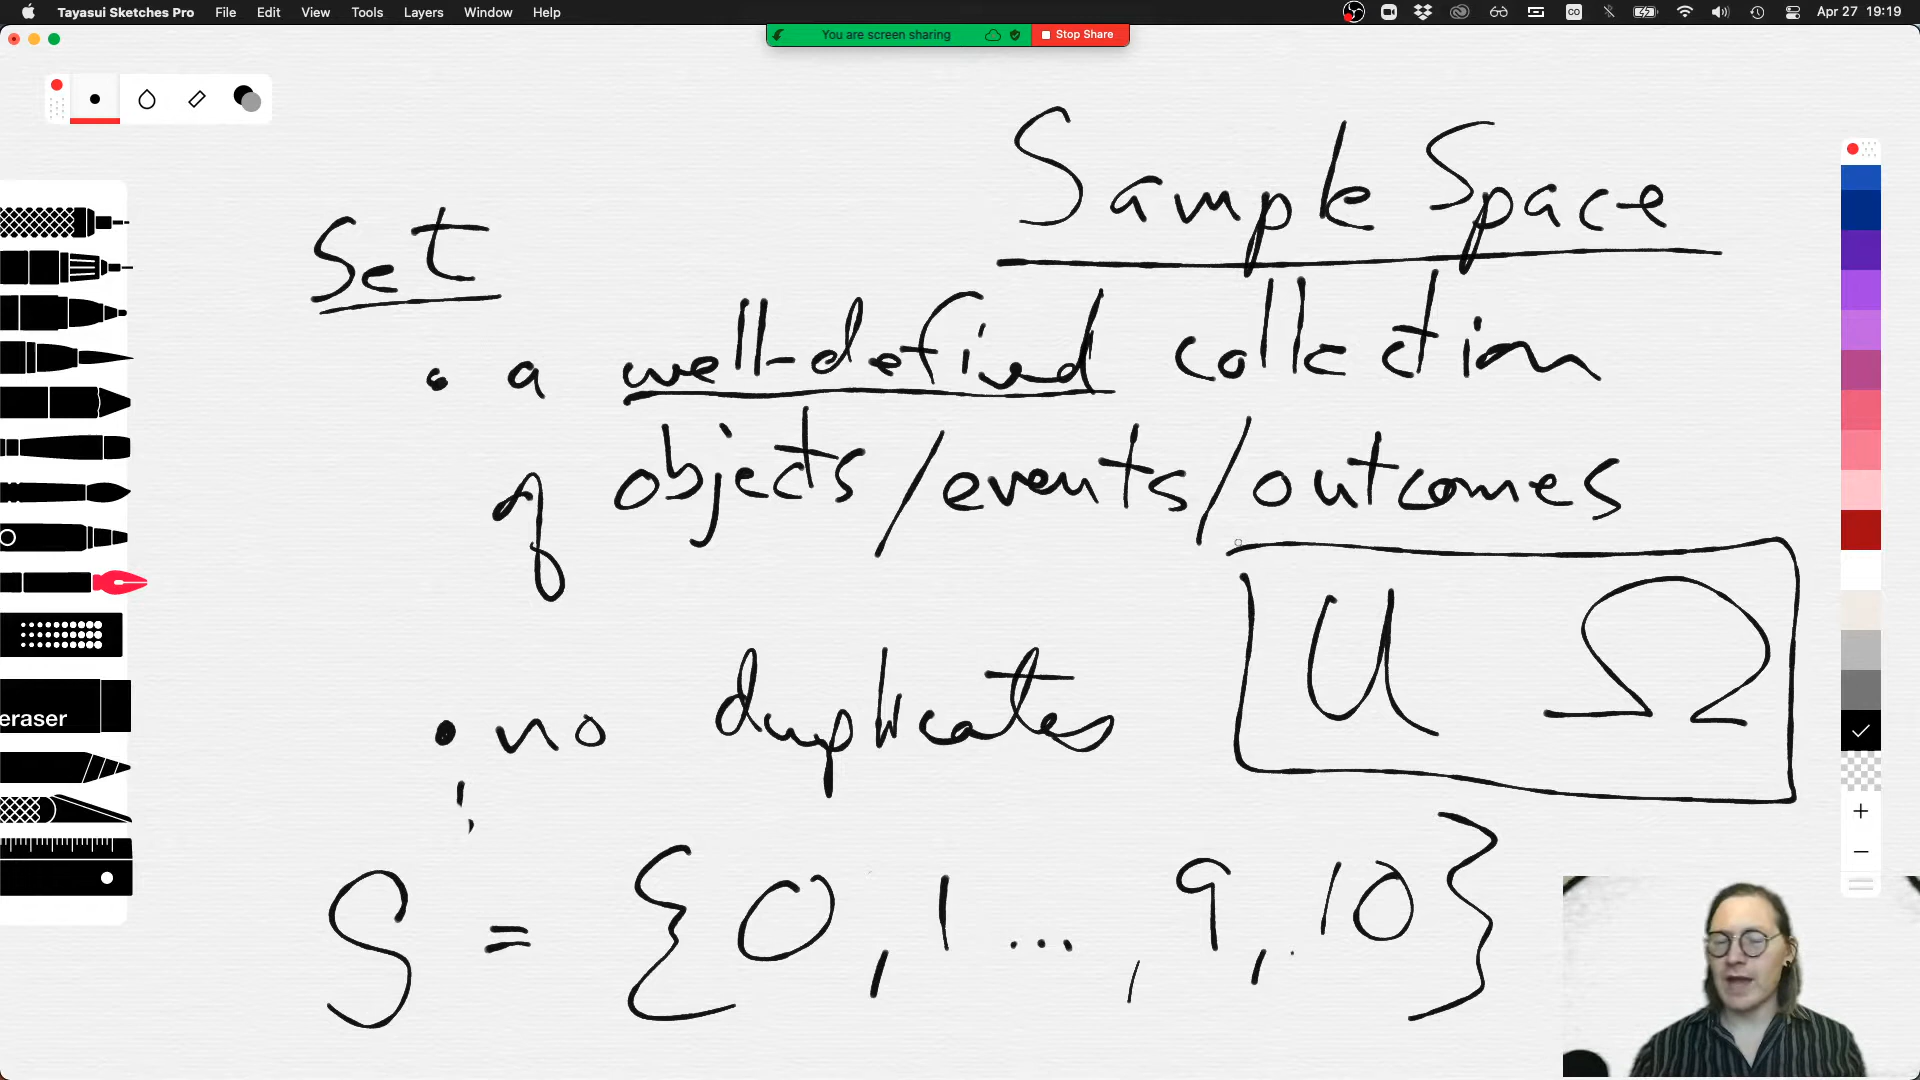 Tayasui Sketches Pro File Edit View Tools Layers Window Help Apr 27 19:19
You are screen sharing Stop Share
Sample Space
Set
• a well-defined collection
of objects/events/outcomes
U Ω
• no duplicates
S = {0, 1 ... , 9, 10}
eraser